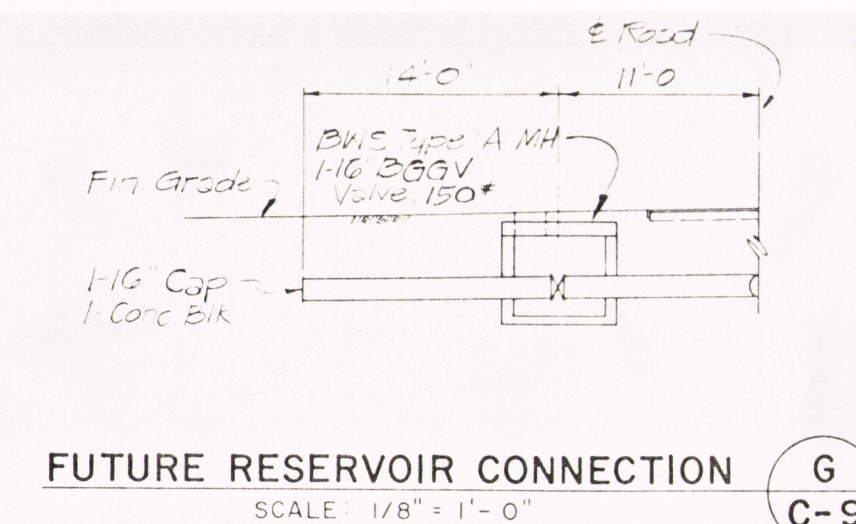 ℄ Road
14'-0"
11'-0
BWS Type 'A' MH
1-16" BGGV
Valve, 150#
Fin. Grade
1-16" Cap
1-Conc Blk
FUTURE RESERVOIR CONNECTION
SCALE: 1/8" = 1'-0"
G
C-9